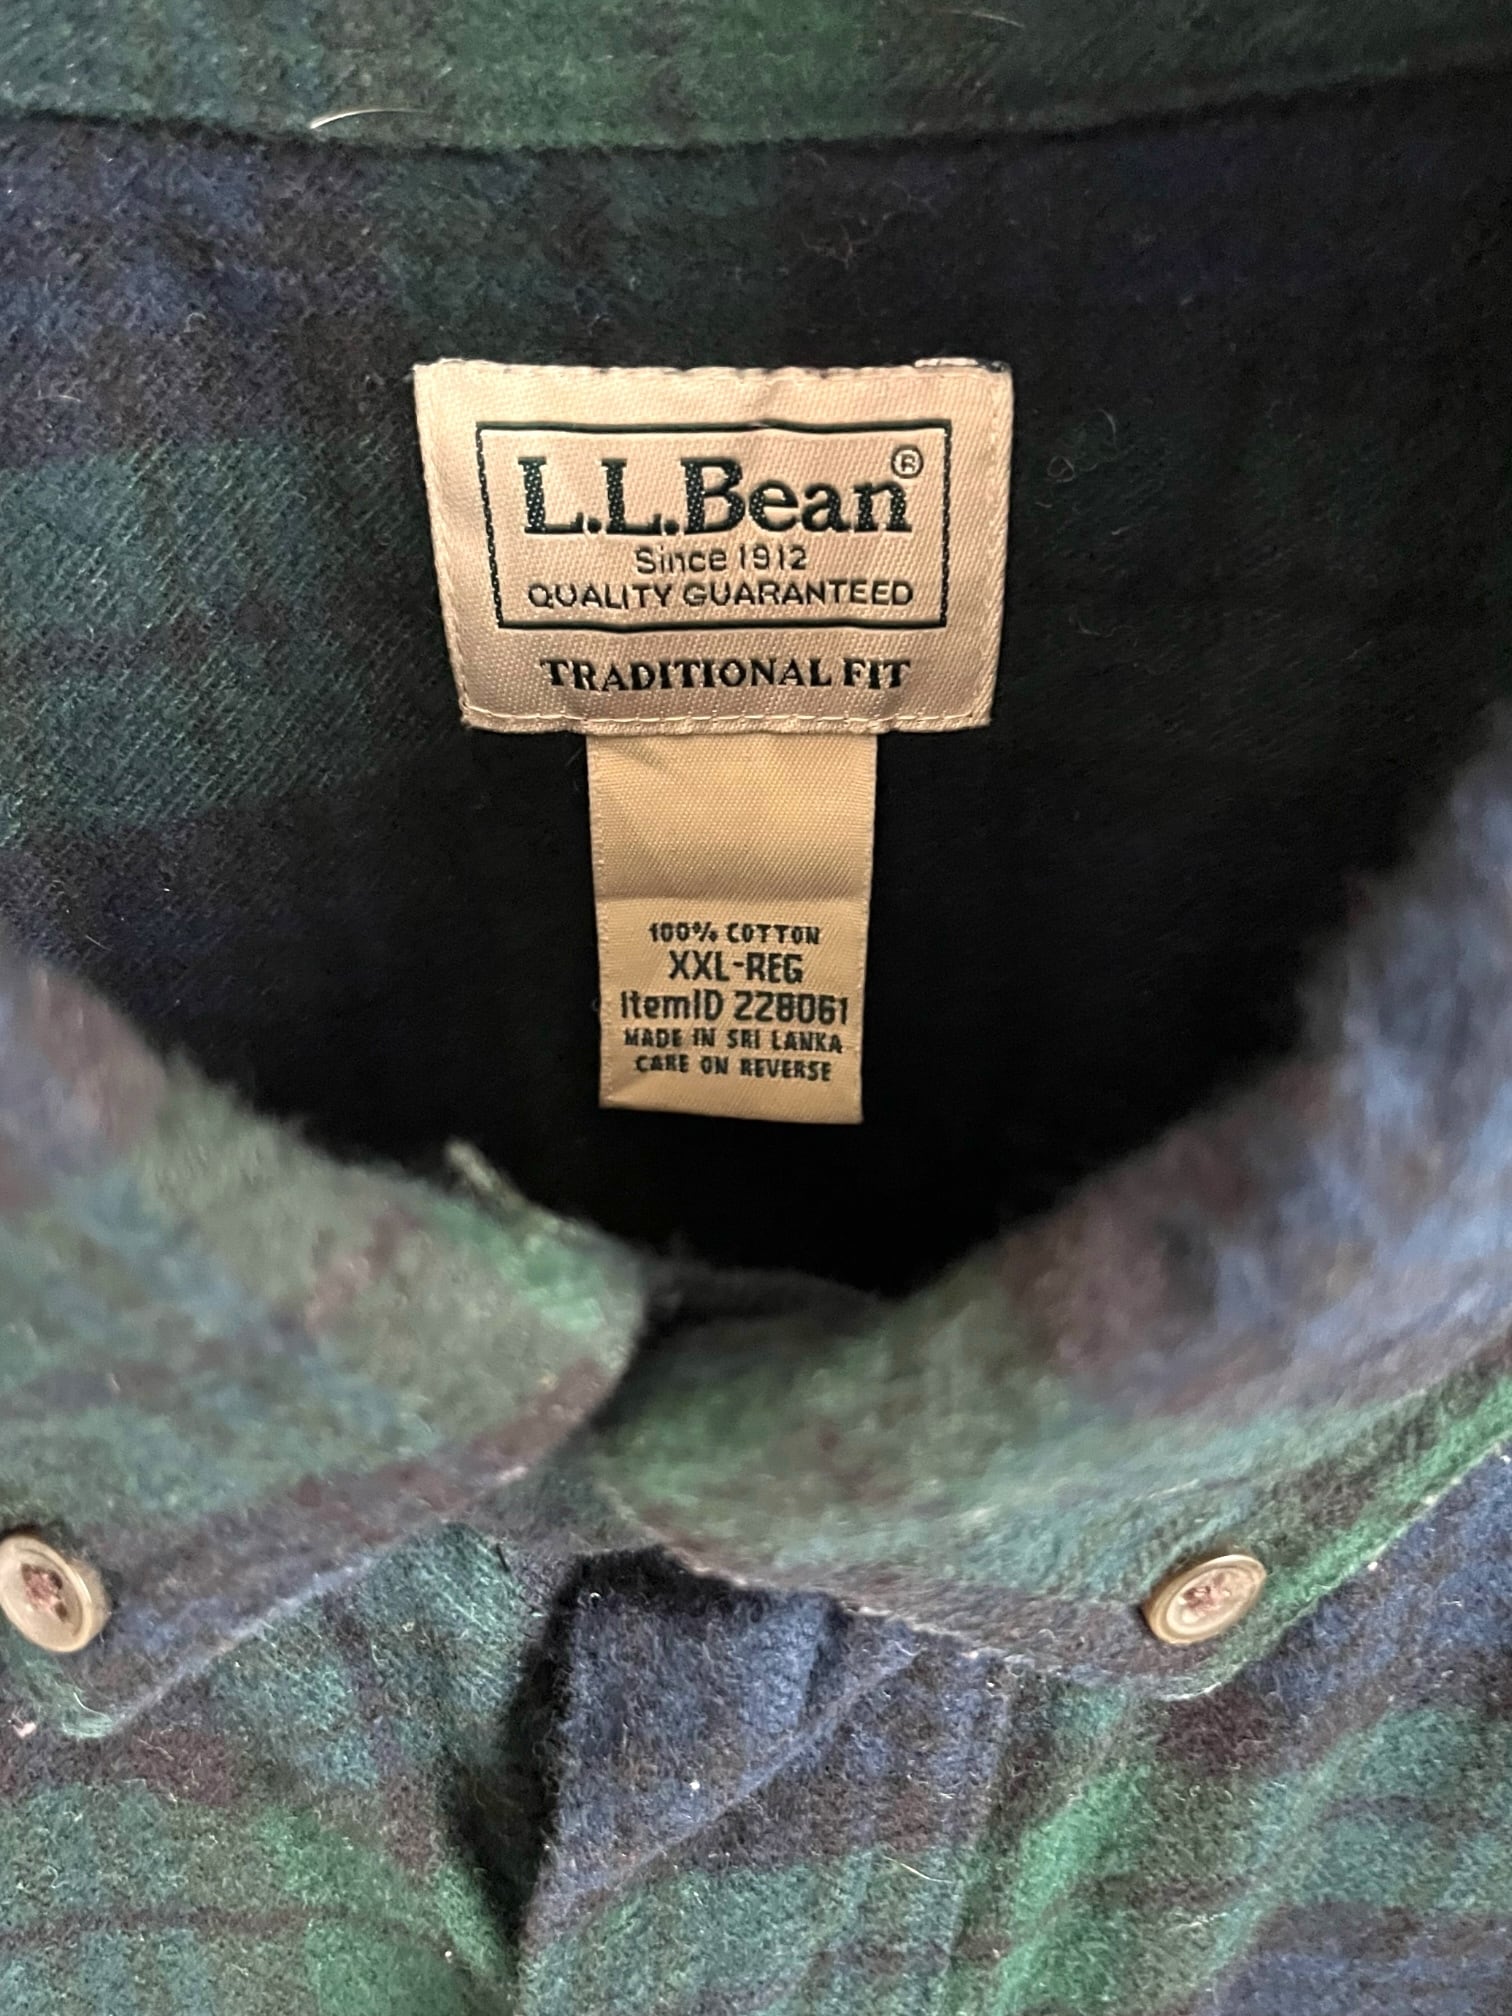 L.L.Bean®
Since 1912
QUALITY GUARANTEED
TRADITIONAL FIT
100% COTTON
XXL-REG
ItemID 228061
MADE IN SRI LANKA
CARE ON REVERSE